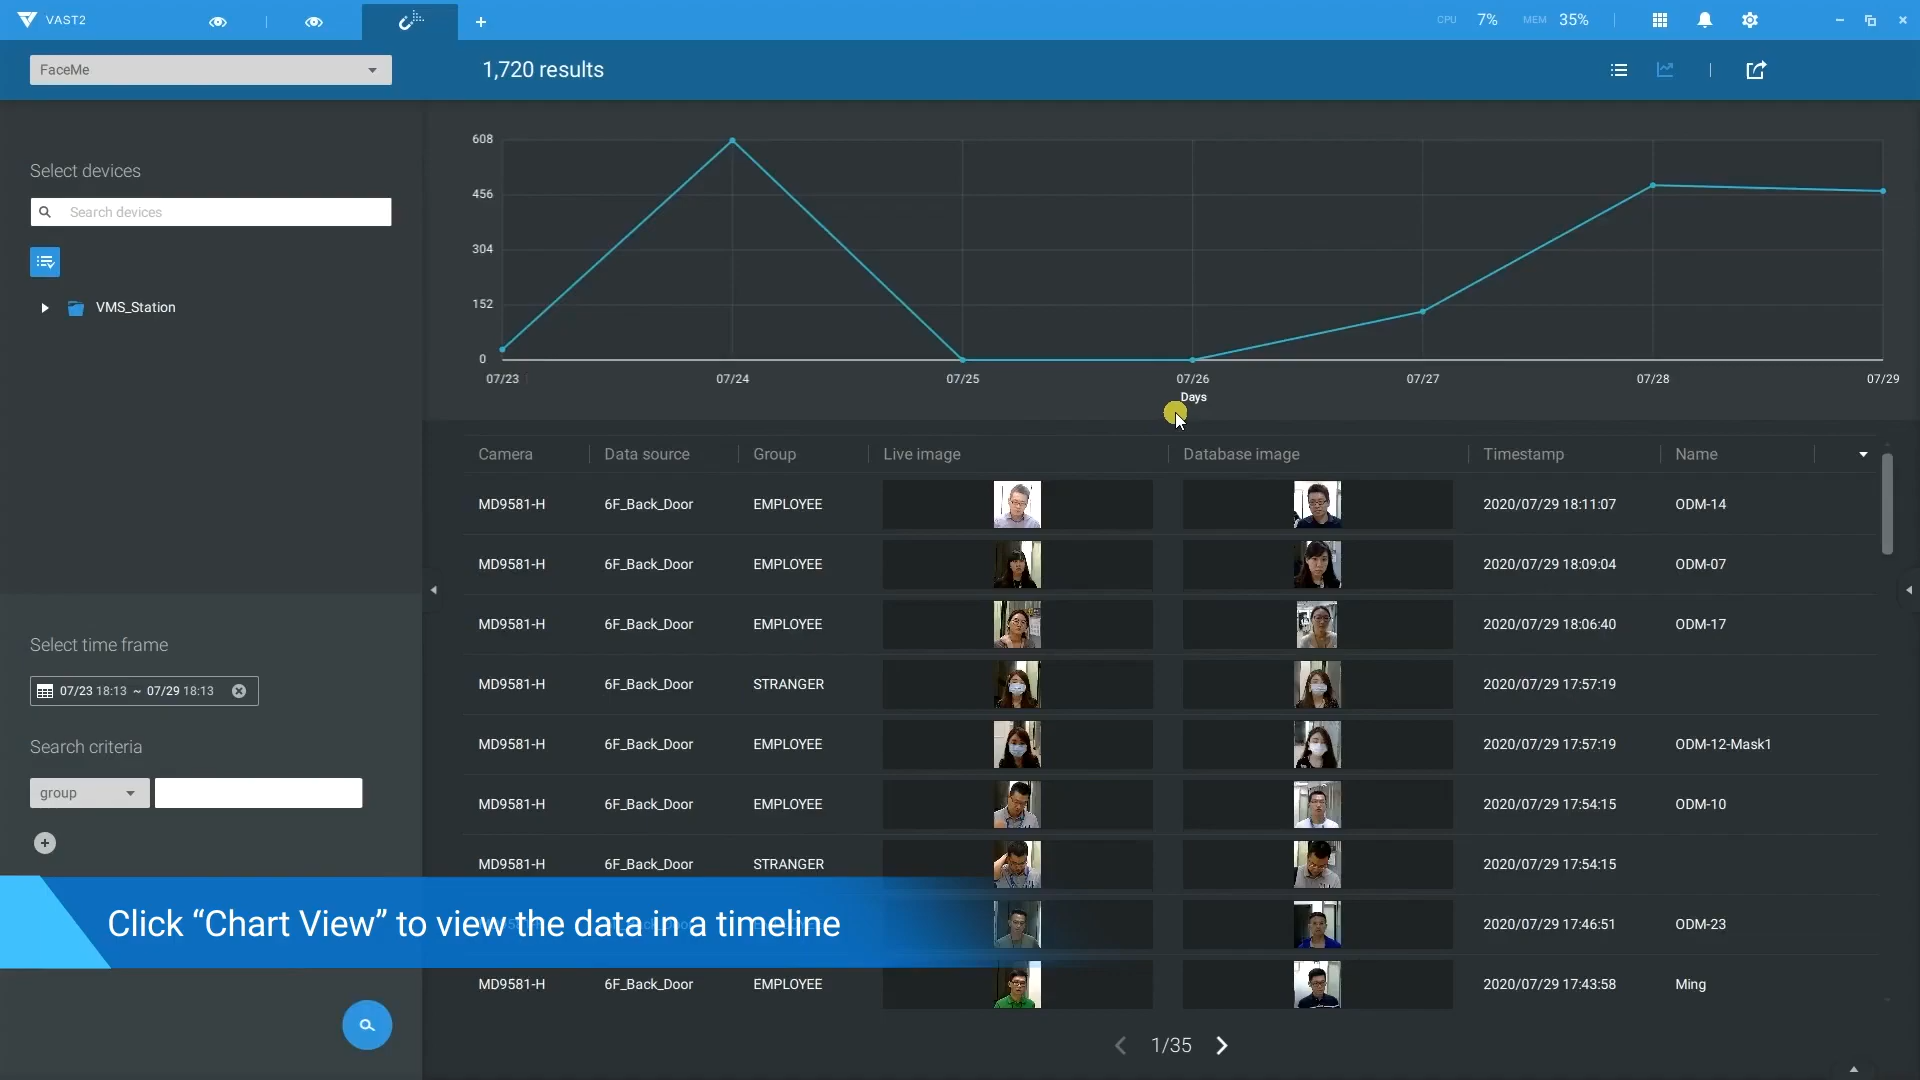 VAST2
CPU 7% MEM 35%
FaceMe
1,720 results
Select devices
Search devices
VMS_Station
608
456
304
152
0
07/23 07/24 07/25 07/26 07/27 07/28 07/29
Days
Camera Data source Group Live image Database image Timestamp Name
MD9581-H 6F_Back_Door EMPLOYEE 2020/07/29 18:11:07 ODM-14
MD9581-H 6F_Back_Door EMPLOYEE 2020/07/29 18:09:04 ODM-07
MD9581-H 6F_Back_Door EMPLOYEE 2020/07/29 18:06:40 ODM-17
MD9581-H 6F_Back_Door STRANGER 2020/07/29 17:57:19
MD9581-H 6F_Back_Door EMPLOYEE 2020/07/29 17:57:19 ODM-12-Mask1
MD9581-H 6F_Back_Door EMPLOYEE 2020/07/29 17:54:15 ODM-10
MD9581-H 6F_Back_Door STRANGER 2020/07/29 17:54:15
2020/07/29 17:46:51 ODM-23
MD9581-H 6F_Back_Door EMPLOYEE 2020/07/29 17:43:58 Ming
Select time frame
07/23 18:13 ~ 07/29 18:13
Search criteria
group
Click “Chart View” to view the data in a timeline
1/35